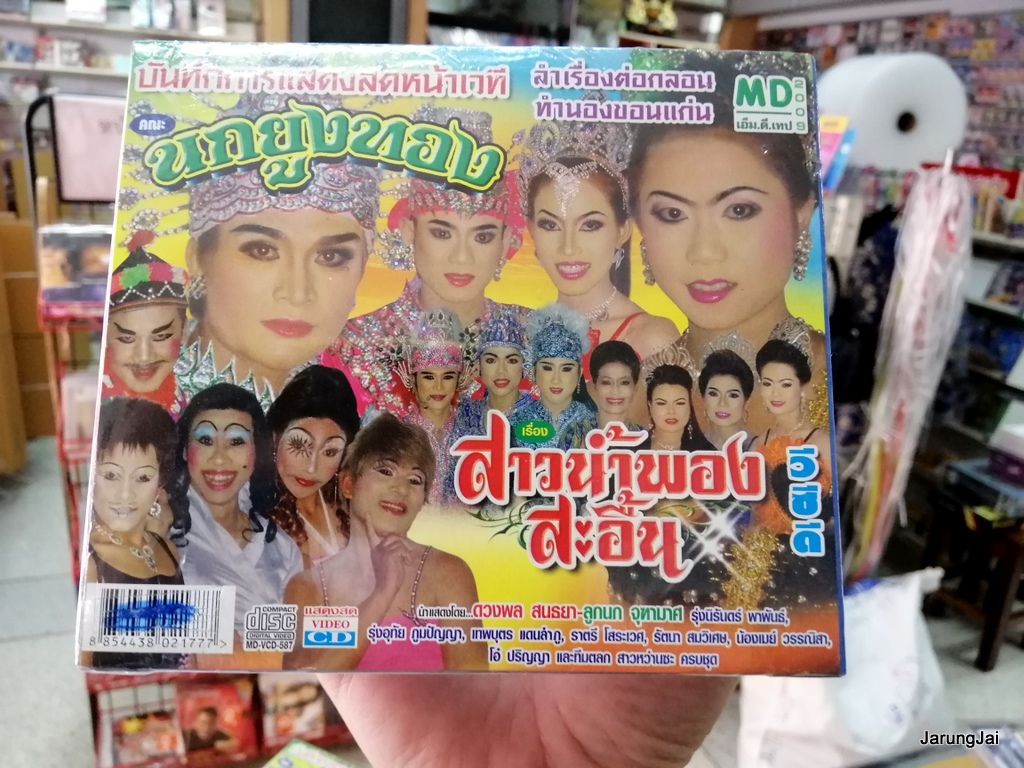 บันทึกการแสดงสดหน้าเวที
ลำเรื่องต่อกลอน
ทำนองขอนแก่น
MD
2009
เอ็ม.ดี.เทป
คณะ
นกยูงทอง
เรื่อง
สาวน้ำพอง
สะอื้น
วีซีดี
นำแสดงโดย...ดวงพล สนธยา-ลูกนก จุฑามาศ รุ่งนิรันดร์ พาพันธ์,
รุ่งอุทัย ภูมปัญญา, เทพบุตร แดนลำภู, ราตรี โสระเวศ, รัตนา สมวิเศษ, น้องเมย์ วรรณิสา,
โอ๋ ปริญญา และทีมตลก สาวหว่านซะ ครบชุด
8 854438 021777 >
COMPACT
disc
DIGITAL VIDEO
MD-VCD-587
แสดงสด
VIDEO
CD
JarungJai